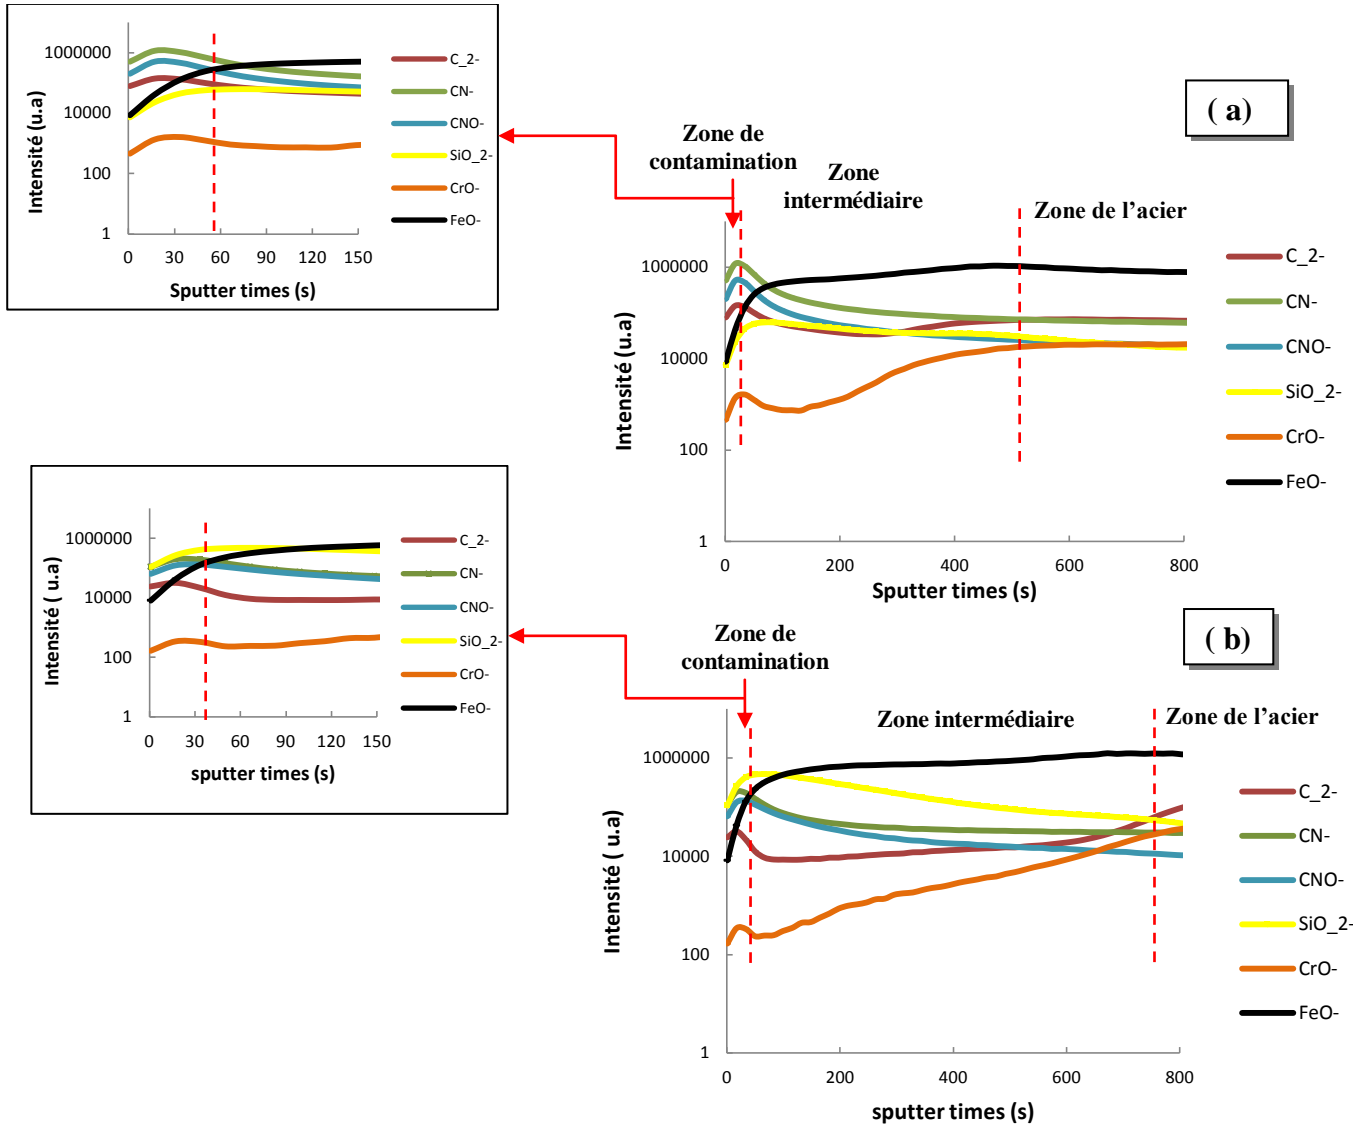 1000000
10000
100
1
0
30
60
90
120
150
Intensité (u.a)
Sputter times (s)
C_2-
CN-
CNO-
SiO_2-
CrO-
FeO-
( a)
Zone de
contamination
Zone
intermédiaire
Zone de l’acier
1000000
10000
100
1
0
200
400
600
800
Intensité (u.a)
Sputter times (s)
C_2-
CN-
CNO-
SiO_2-
CrO-
FeO-
1000000
10000
100
1
0
30
60
90
120
150
Intensité ( u.a)
sputter times (s)
C_2-
CN-
CNO-
SiO_2-
CrO-
FeO-
( b)
Zone de
contamination
Zone intermédiaire
Zone de l’acier
1000000
10000
100
1
0
200
400
600
800
Intensité ( u.a)
sputter times (s)
C_2-
CN-
CNO-
SiO_2-
CrO-
FeO-